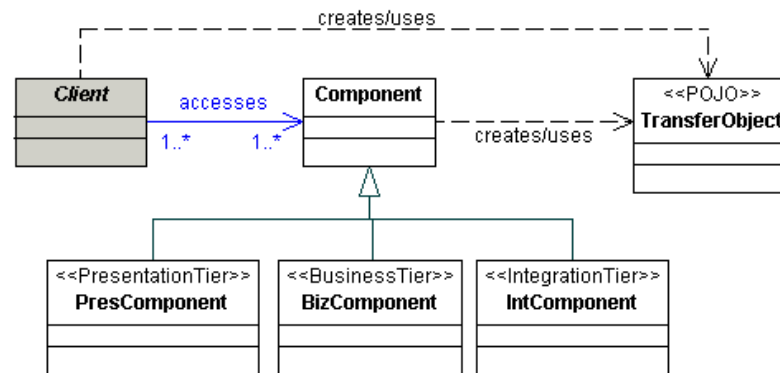 creates/uses
Client
accesses
1..*
1..*
Component
creates/uses
<<POJO>>
TransferObject
<<PresentationTier>>
PresComponent
<<BusinessTier>>
BizComponent
<<IntegrationTier>>
IntComponent